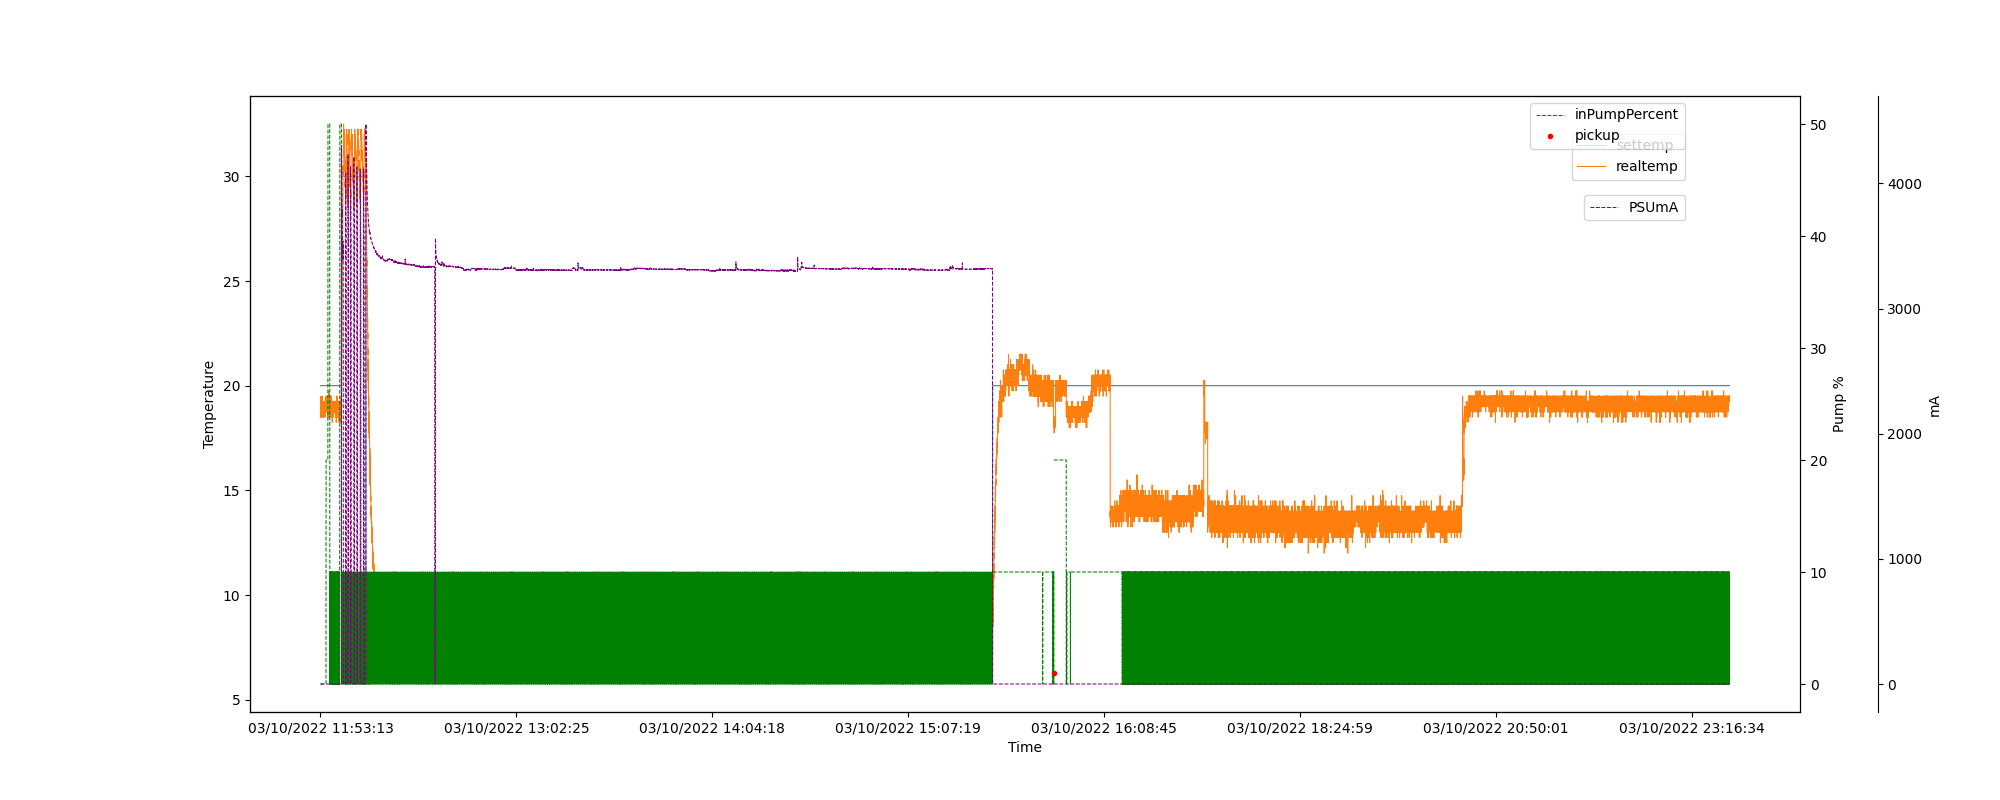 inPumpPercent
pickup
settemp
realtemp
PSUmA
30
25
20
15
10
5
Temperature
50
40
30
20
10
0
Pump %
4000
3000
2000
1000
0
mA
03/10/2022 11:53:13
03/10/2022 13:02:25
03/10/2022 14:04:18
03/10/2022 15:07:19
03/10/2022 16:08:45
03/10/2022 18:24:59
03/10/2022 20:50:01
03/10/2022 23:16:34
Time